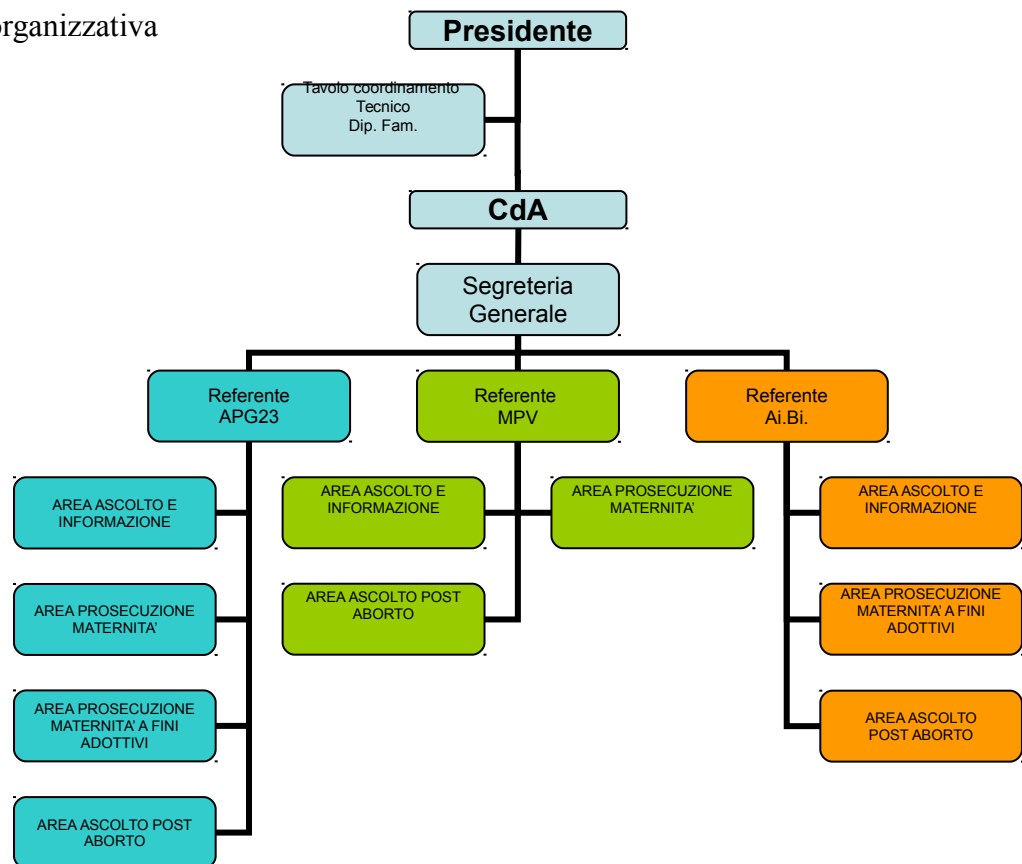 organizzativa
Presidente
Tavolo coordinamento
Tecnico
Dip. Fam.
CdA
Segreteria
Generale
Referente
APG23
Referente
MPV
Referente
Ai.Bi.
AREA ASCOLTO E
INFORMAZIONE
AREA ASCOLTO E
INFORMAZIONE
AREA PROSECUZIONE
MATERNITA’
AREA ASCOLTO E
INFORMAZIONE
AREA PROSECUZIONE
MATERNITA’
AREA ASCOLTO POST
ABORTO
AREA PROSECUZIONE
MATERNITA’ A FINI
ADOTTIVI
AREA PROSECUZIONE
MATERNITA’ A FINI
ADOTTIVI
AREA ASCOLTO
POST ABORTO
AREA ASCOLTO POST
ABORTO